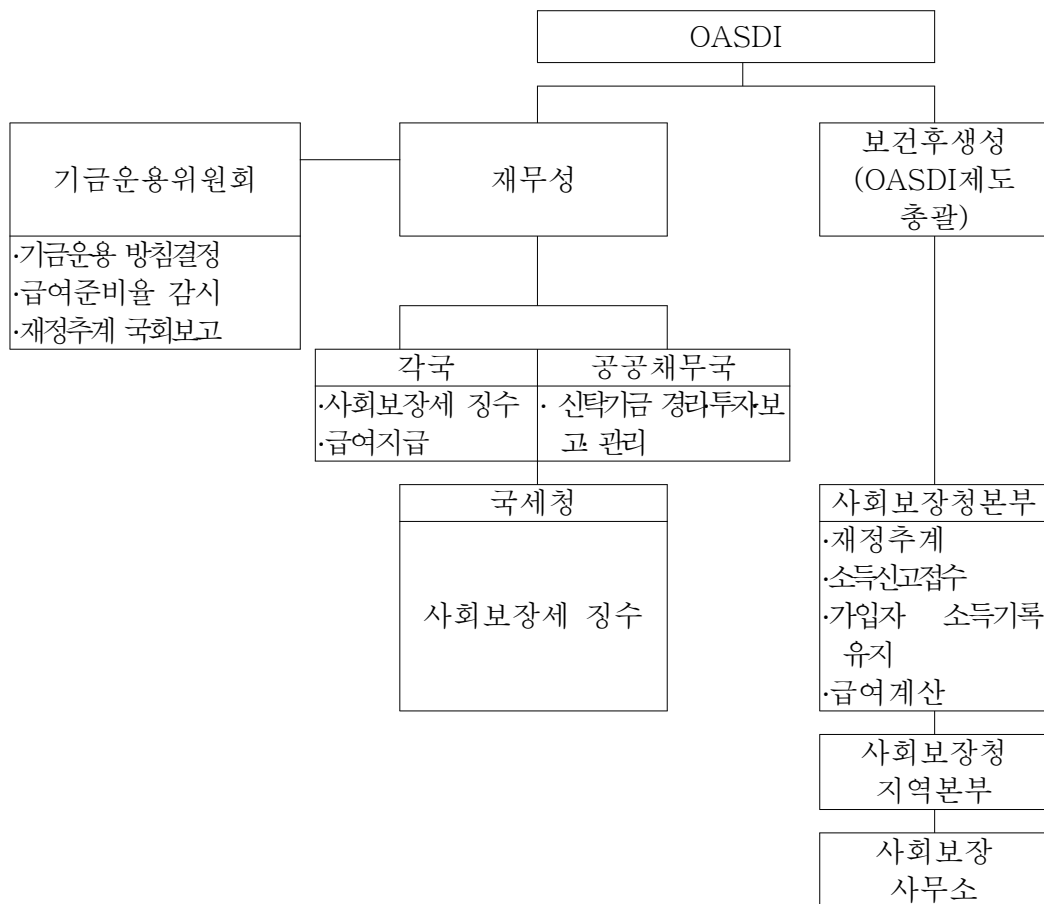 OASDI
기금운용위원회
재무성
보건후생성
(OASDI제도
총괄)
·기금운용 방침결정
·급여준비율 감시
·재정추계 국회보고
각국
공공채무국
·사회보장세 징수
·급여지급
· 신탁기금 경리·투자·보
고· 관리
국세청
사회보장세 징수
사회보장청본부
·재정추계
·소득신고접수
·가입자 소득기록
유지
·급여계산
사회보장청
지역본부
사회보장
사무소